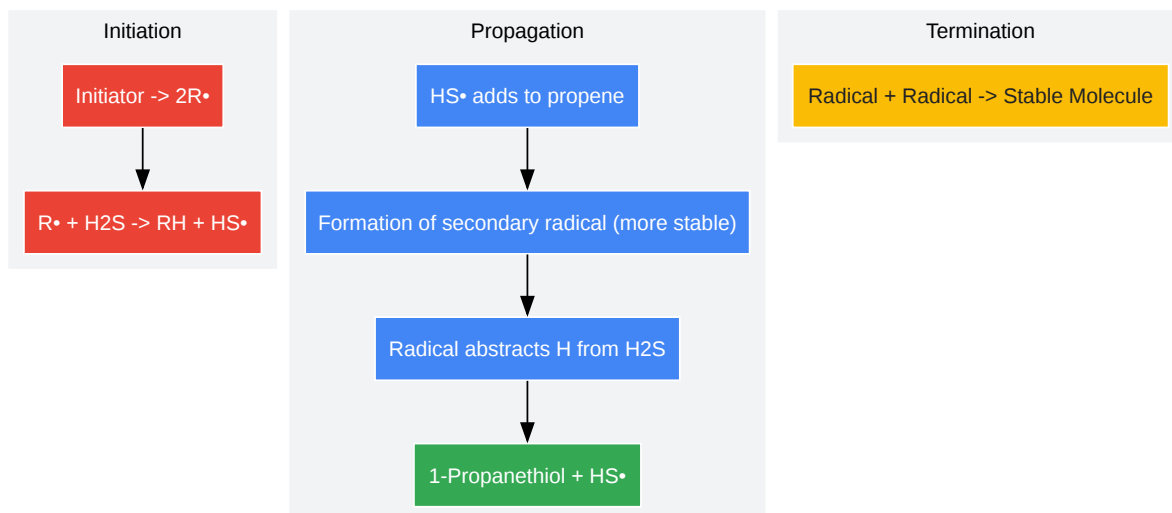 Initiation
Initiator -> 2R•
R• + H2S -> RH + HS•
Propagation
HS• adds to propene
Formation of secondary radical (more stable)
Radical abstracts H from H2S
1-Propanethiol + HS•
Termination
Radical + Radical -> Stable Molecule